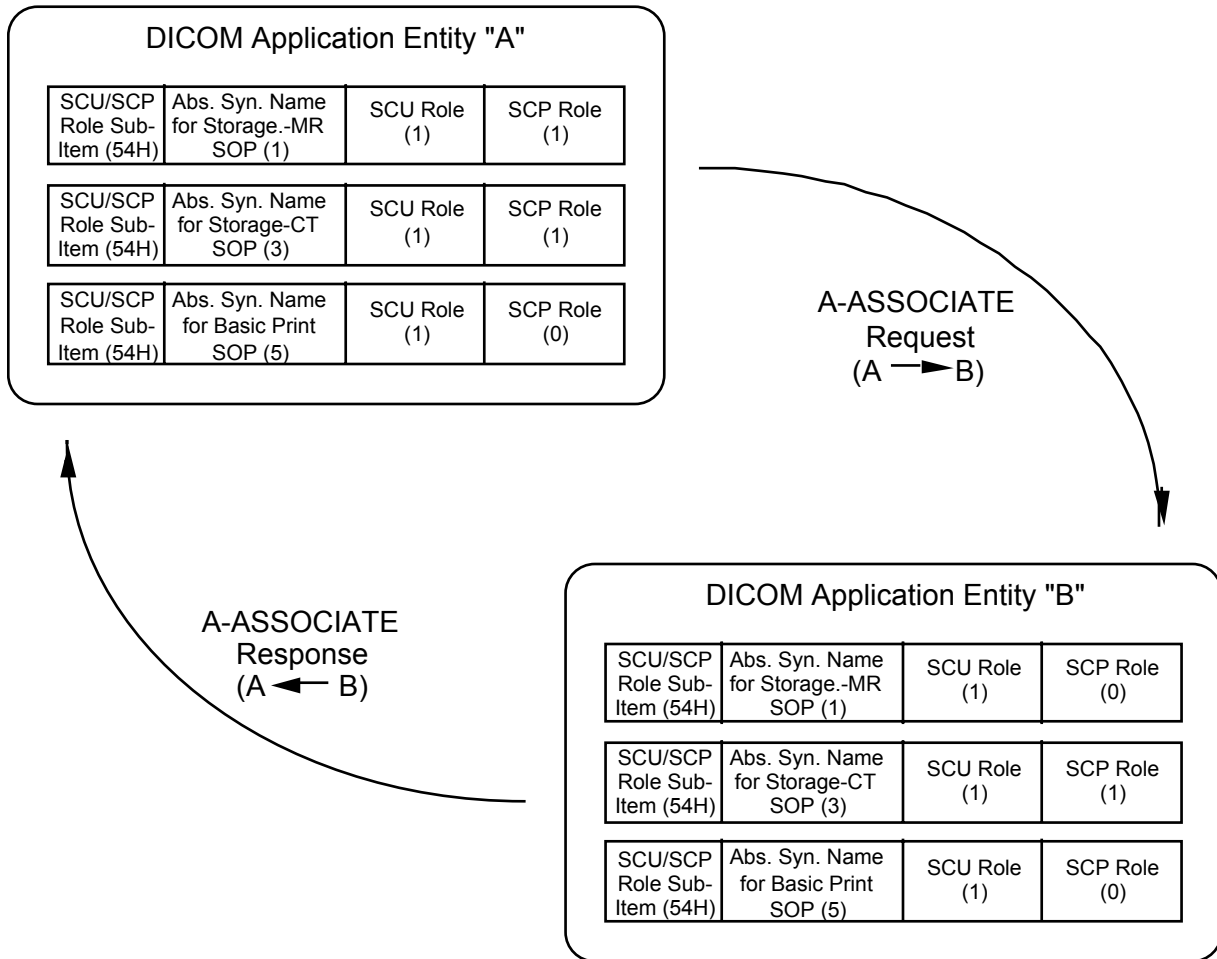 DICOM Application Entity "A"
SCU/SCP
Role Sub-
Item (54H)
Abs. Syn. Name
for Storage.-MR
SOP (1)
SCU Role
(1)
SCP Role
(1)
SCU/SCP
Role Sub-
Item (54H)
Abs. Syn. Name
for Storage-CT
SOP (3)
SCU Role
(1)
SCP Role
(1)
SCU/SCP
Role Sub-
Item (54H)
Abs. Syn. Name
for Basic Print
SOP (5)
SCU Role
(1)
SCP Role
(0)
A-ASSOCIATE
Request
(A B)
A-ASSOCIATE
Response
(A B)
DICOM Application Entity "B"
SCU/SCP
Role Sub-
Item (54H)
Abs. Syn. Name
for Storage.-MR
SOP (1)
SCU Role
(1)
SCP Role
(0)
SCU/SCP
Role Sub-
Item (54H)
Abs. Syn. Name
for Storage-CT
SOP (3)
SCU Role
(1)
SCP Role
(1)
SCU/SCP
Role Sub-
Item (54H)
Abs. Syn. Name
for Basic Print
SOP (5)
SCU Role
(1)
SCP Role
(0)